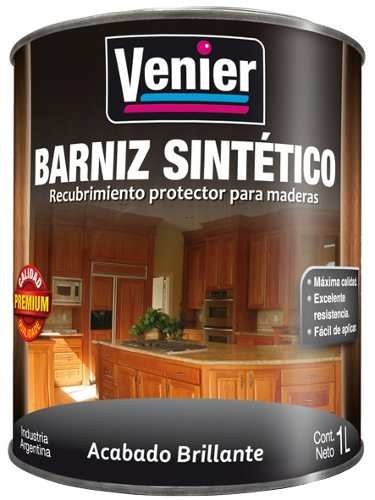 Venier
BARNIZ SINTÉTICO
Recubrimiento protector para maderas
CALIDAD
PREMIUM
• Máxima calidad.
• Excelente
resistencia.
• Fácil de aplicar.
Industria
Argentina
Acabado Brillante
Cont.
Neto 1L